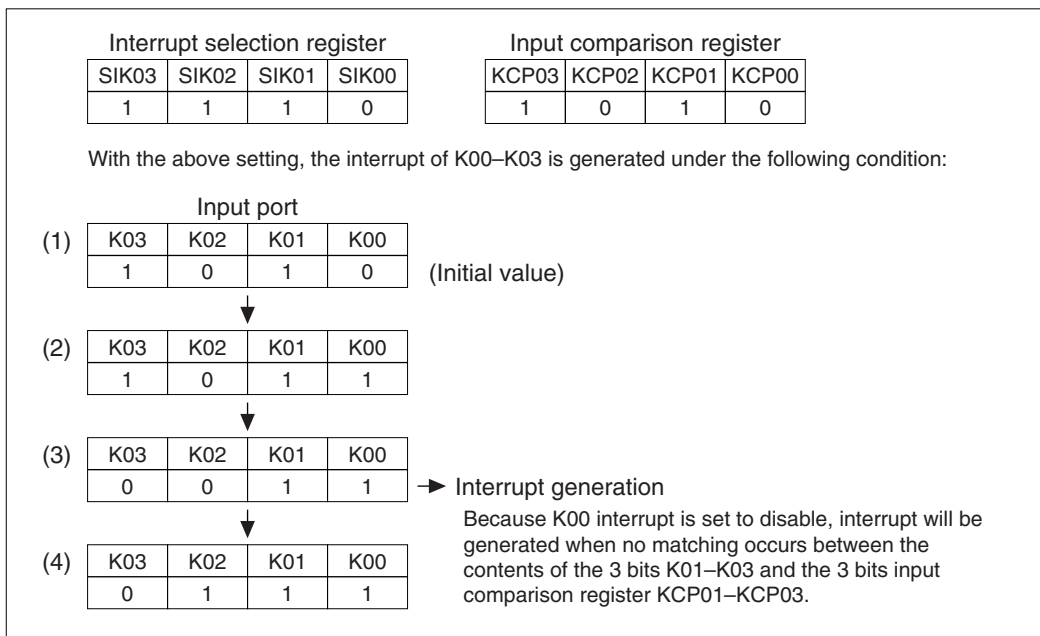 Interrupt selection register
SIK03 SIK02 SIK01 SIK00
1 1 1 0
Input comparison register
KCP03 KCP02 KCP01 KCP00
1 0 1 0
With the above setting, the interrupt of K00–K03 is generated under the following condition:
Input port
(1) K03 K02 K01 K00
1 0 1 0 (Initial value)
(2) K03 K02 K01 K00
1 0 1 1
(3) K03 K02 K01 K00
0 0 1 1 Interrupt generation
Because K00 interrupt is set to disable, interrupt will be
generated when no matching occurs between the
contents of the 3 bits K01–K03 and the 3 bits input
comparison register KCP01–KCP03.
(4) K03 K02 K01 K00
0 1 1 1